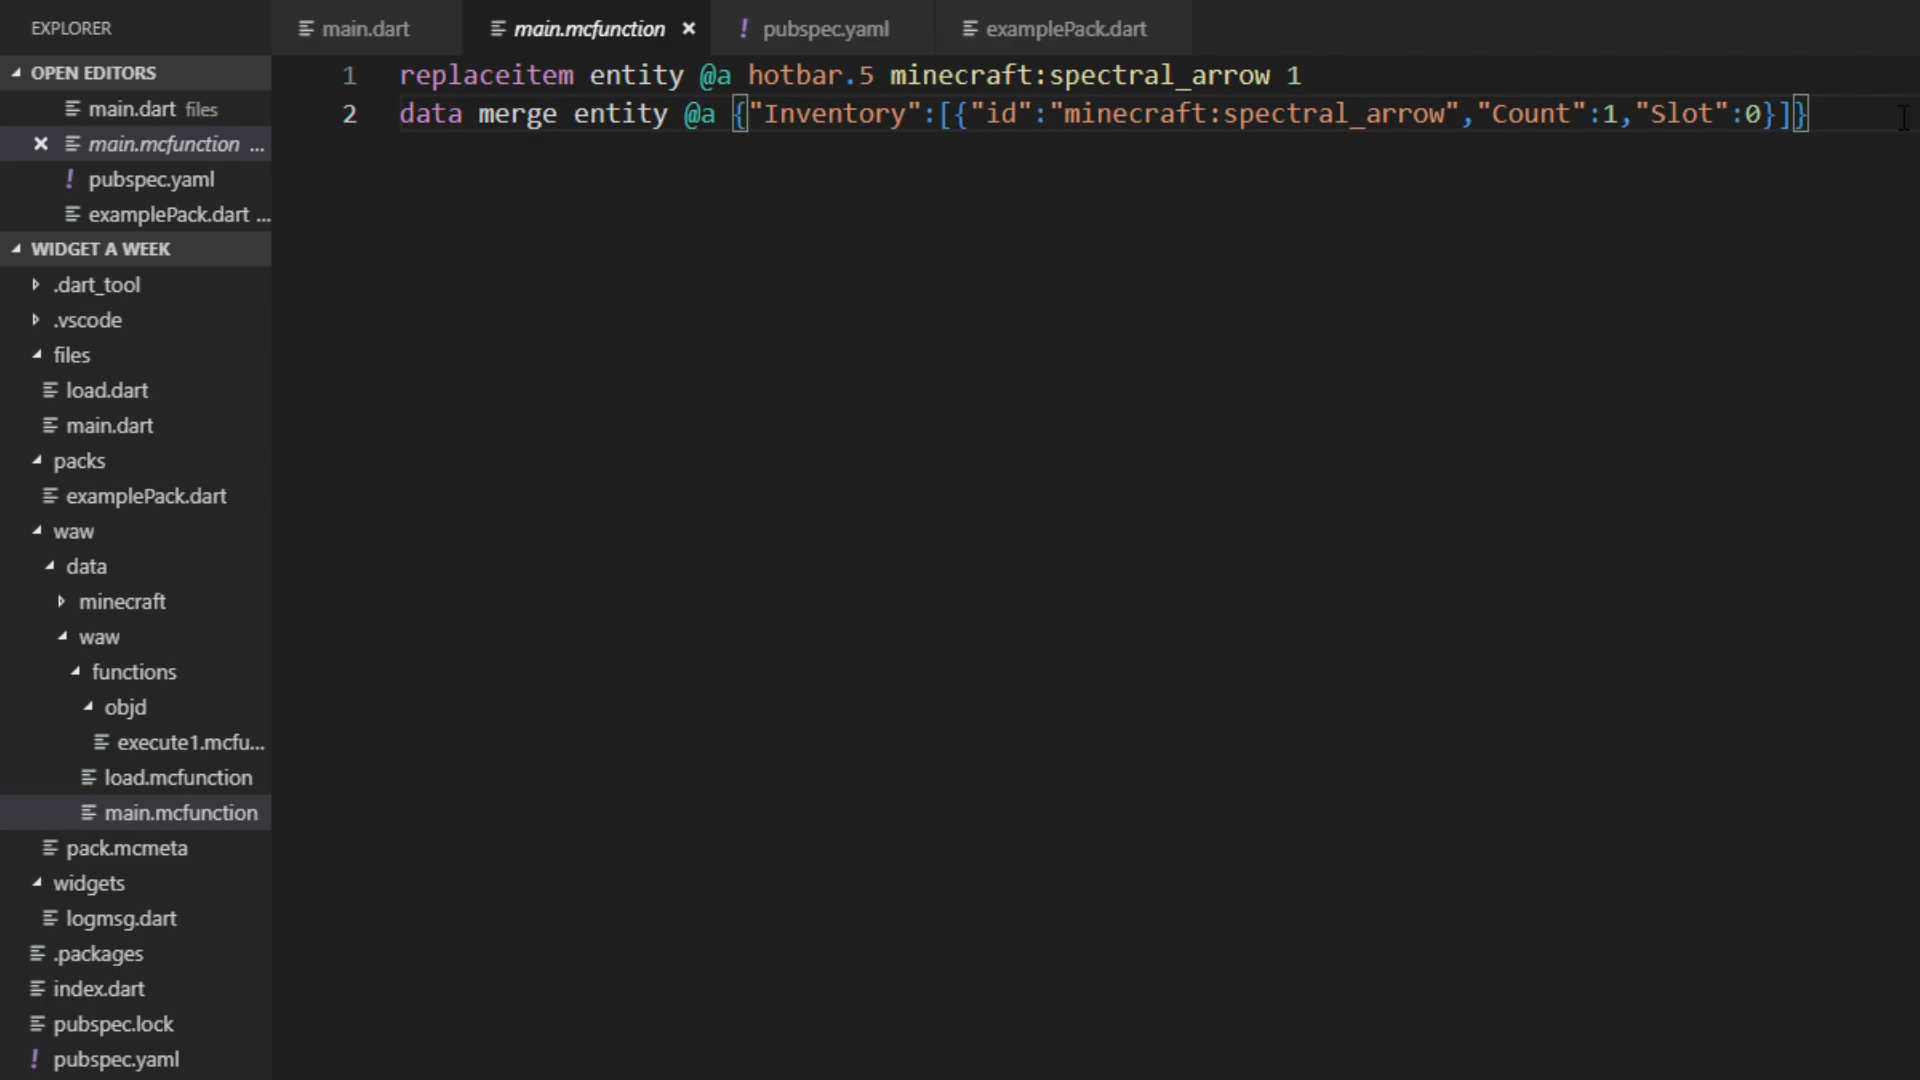 EXPLORER
OPEN EDITORS
main.dart files
main.mcfunction ...
pubspec.yaml
examplePack.dart ...
WIDGET A WEEK
.dart_tool
.vscode
files
load.dart
main.dart
packs
examplePack.dart
waw
data
minecraft
waw
functions
objd
execute1.mcfu...
load.mcfunction
main.mcfunction
pack.mcmeta
widgets
logmsg.dart
.packages
index.dart
pubspec.lock
! pubspec.yaml
main.dart main.mcfunction ! pubspec.yaml examplePack.dart
1 replaceitem entity @a hotbar.5 minecraft:spectral_arrow 1
2 data merge entity @a {"Inventory":[{"id":"minecraft:spectral_arrow","Count":1,"Slot":0}]}